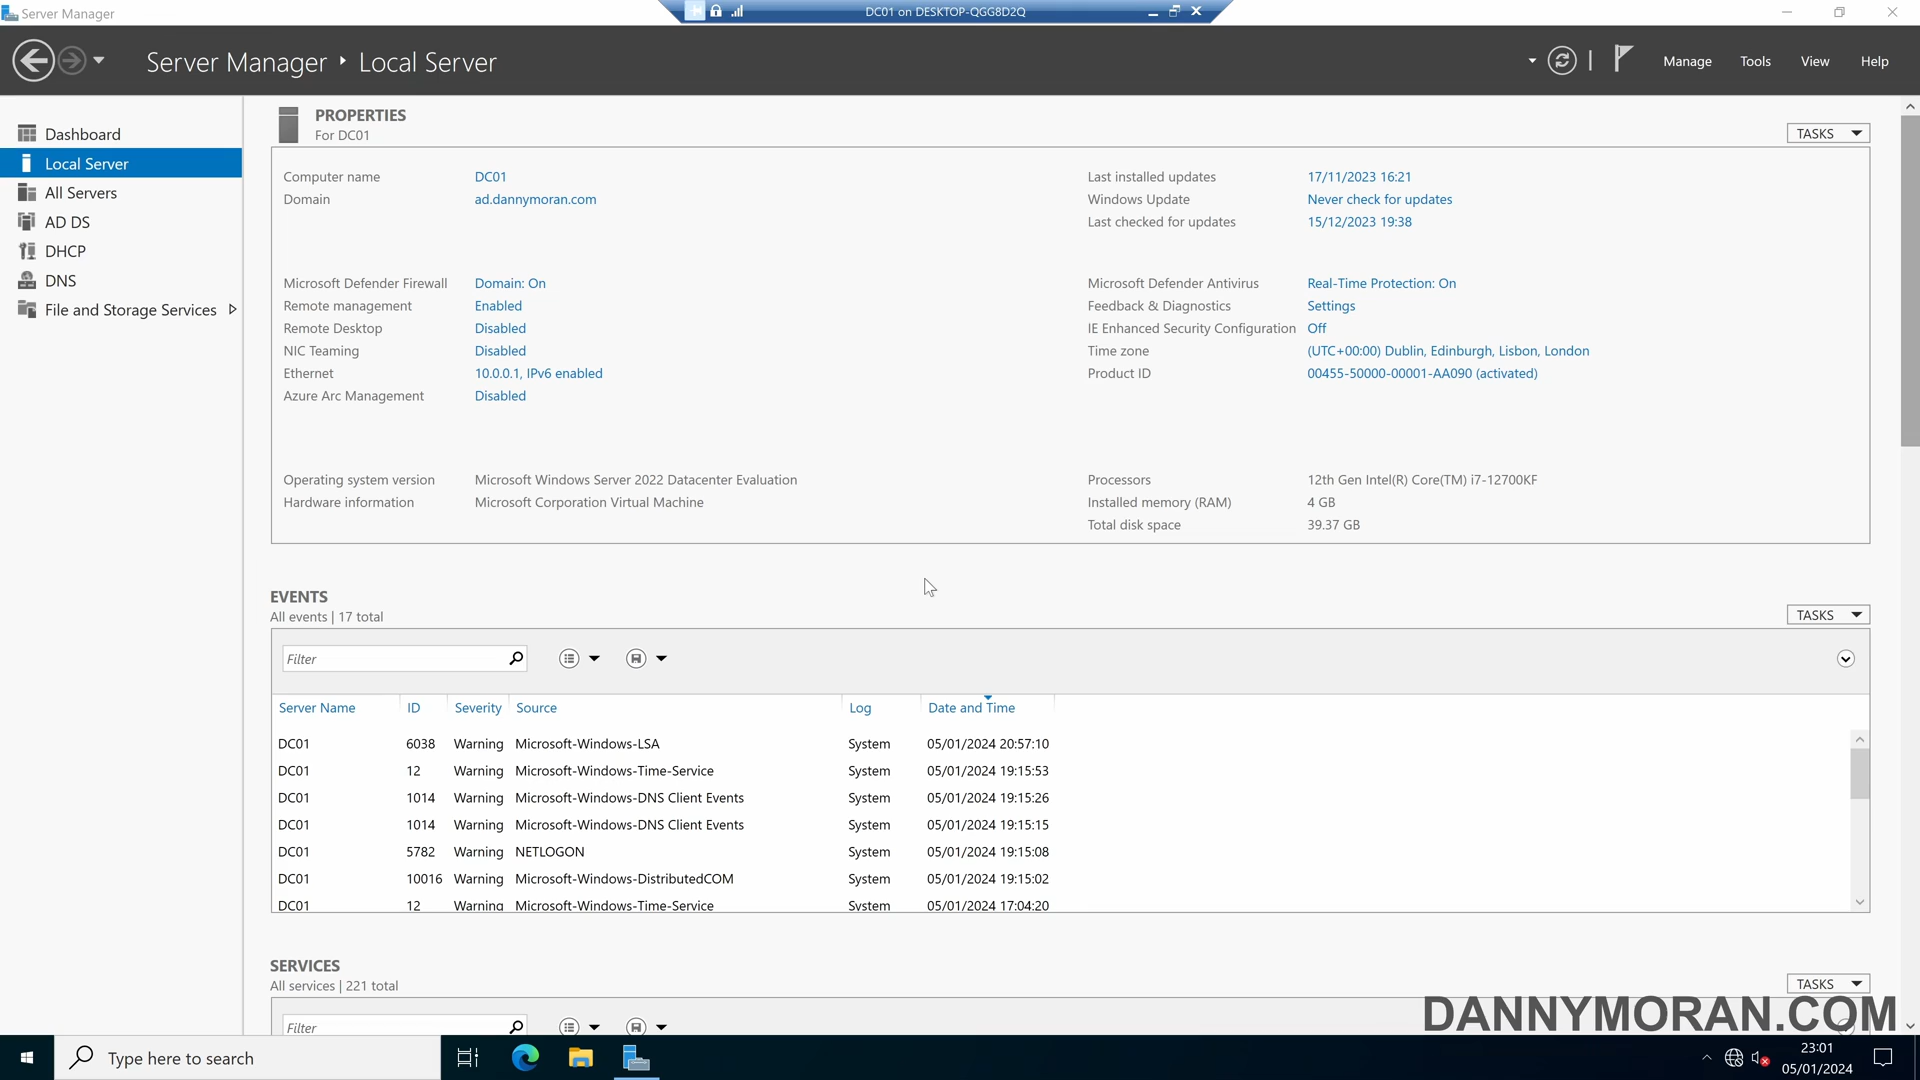 Server Manager
DC01 on DESKTOP-QGG8D2Q
Server Manager ‣ Local Server
Manage Tools View Help
Dashboard
Local Server
All Servers
AD DS
DHCP
DNS
File and Storage Services
PROPERTIES
For DC01
TASKS
Computer name DC01
Domain ad.dannymoran.com
Last installed updates 17/11/2023 16:21
Windows Update Never check for updates
Last checked for updates 15/12/2023 19:38
Microsoft Defender Firewall Domain: On
Remote management Enabled
Remote Desktop Disabled
NIC Teaming Disabled
Ethernet 10.0.0.1, IPv6 enabled
Azure Arc Management Disabled
Microsoft Defender Antivirus Real-Time Protection: On
Feedback & Diagnostics Settings
IE Enhanced Security Configuration Off
Time zone (UTC+00:00) Dublin, Edinburgh, Lisbon, London
Product ID 00455-50000-00001-AA090 (activated)
Operating system version Microsoft Windows Server 2022 Datacenter Evaluation
Hardware information Microsoft Corporation Virtual Machine
Processors 12th Gen Intel(R) Core(TM) i7-12700KF
Installed memory (RAM) 4 GB
Total disk space 39.37 GB
EVENTS
All events | 17 total
TASKS
Filter
Server Name ID Severity Source Log Date and Time
DC01 6038 Warning Microsoft-Windows-LSA System 05/01/2024 20:57:10
DC01 12 Warning Microsoft-Windows-Time-Service System 05/01/2024 19:15:53
DC01 1014 Warning Microsoft-Windows-DNS Client Events System 05/01/2024 19:15:26
DC01 1014 Warning Microsoft-Windows-DNS Client Events System 05/01/2024 19:15:15
DC01 5782 Warning NETLOGON System 05/01/2024 19:15:08
DC01 10016 Warning Microsoft-Windows-DistributedCOM System 05/01/2024 19:15:02
DC01 12 Warning Microsoft-Windows-Time-Service System 05/01/2024 17:04:20
SERVICES
All services | 221 total
TASKS
Filter
DANNYMORAN.COM
Type here to search
23:01
05/01/2024